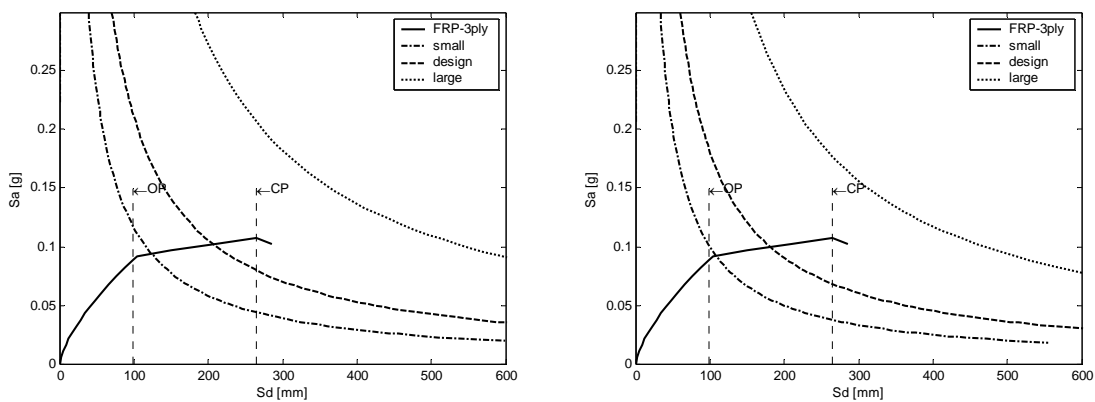 FRP-3ply
small
design
large
0.25
0.2
0.15
0.1
0.05
0
Sa [g]
←OP
←CP
0 100 200 300 400 500 600
Sd [mm]
FRP-3ply
small
design
large
0.25
0.2
0.15
0.1
0.05
0
Sa [g]
←OP
←CP
0 100 200 300 400 500 600
Sd [mm]